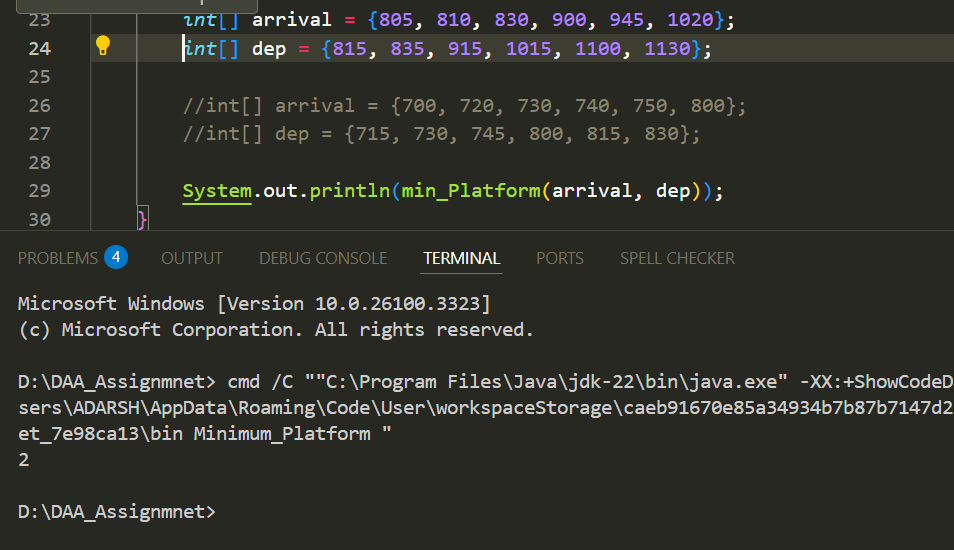 23 int[] arrival = {805, 810, 830, 900, 945, 1020};
24 int[] dep = {815, 835, 915, 1015, 1100, 1130};
25
26 //int[] arrival = {700, 720, 730, 740, 750, 800};
27 //int[] dep = {715, 730, 745, 800, 815, 830};
28
29 System.out.println(min_Platform(arrival, dep));
30 }
PROBLEMS 4 OUTPUT DEBUG CONSOLE TERMINAL PORTS SPELL CHECKER
Microsoft Windows [Version 10.0.26100.3323]
(c) Microsoft Corporation. All rights reserved.
D:\DAA_Assignmnet> cmd /C ""C:\Program Files\Java\jdk-22\bin\java.exe" -XX:+ShowCodeD
sers\ADARSH\AppData\Roaming\Code\User\workspaceStorage\caeb91670e85a34934b7b87b7147d2
et_7e98ca13\bin Minimum_Platform "
2
D:\DAA_Assignmnet>